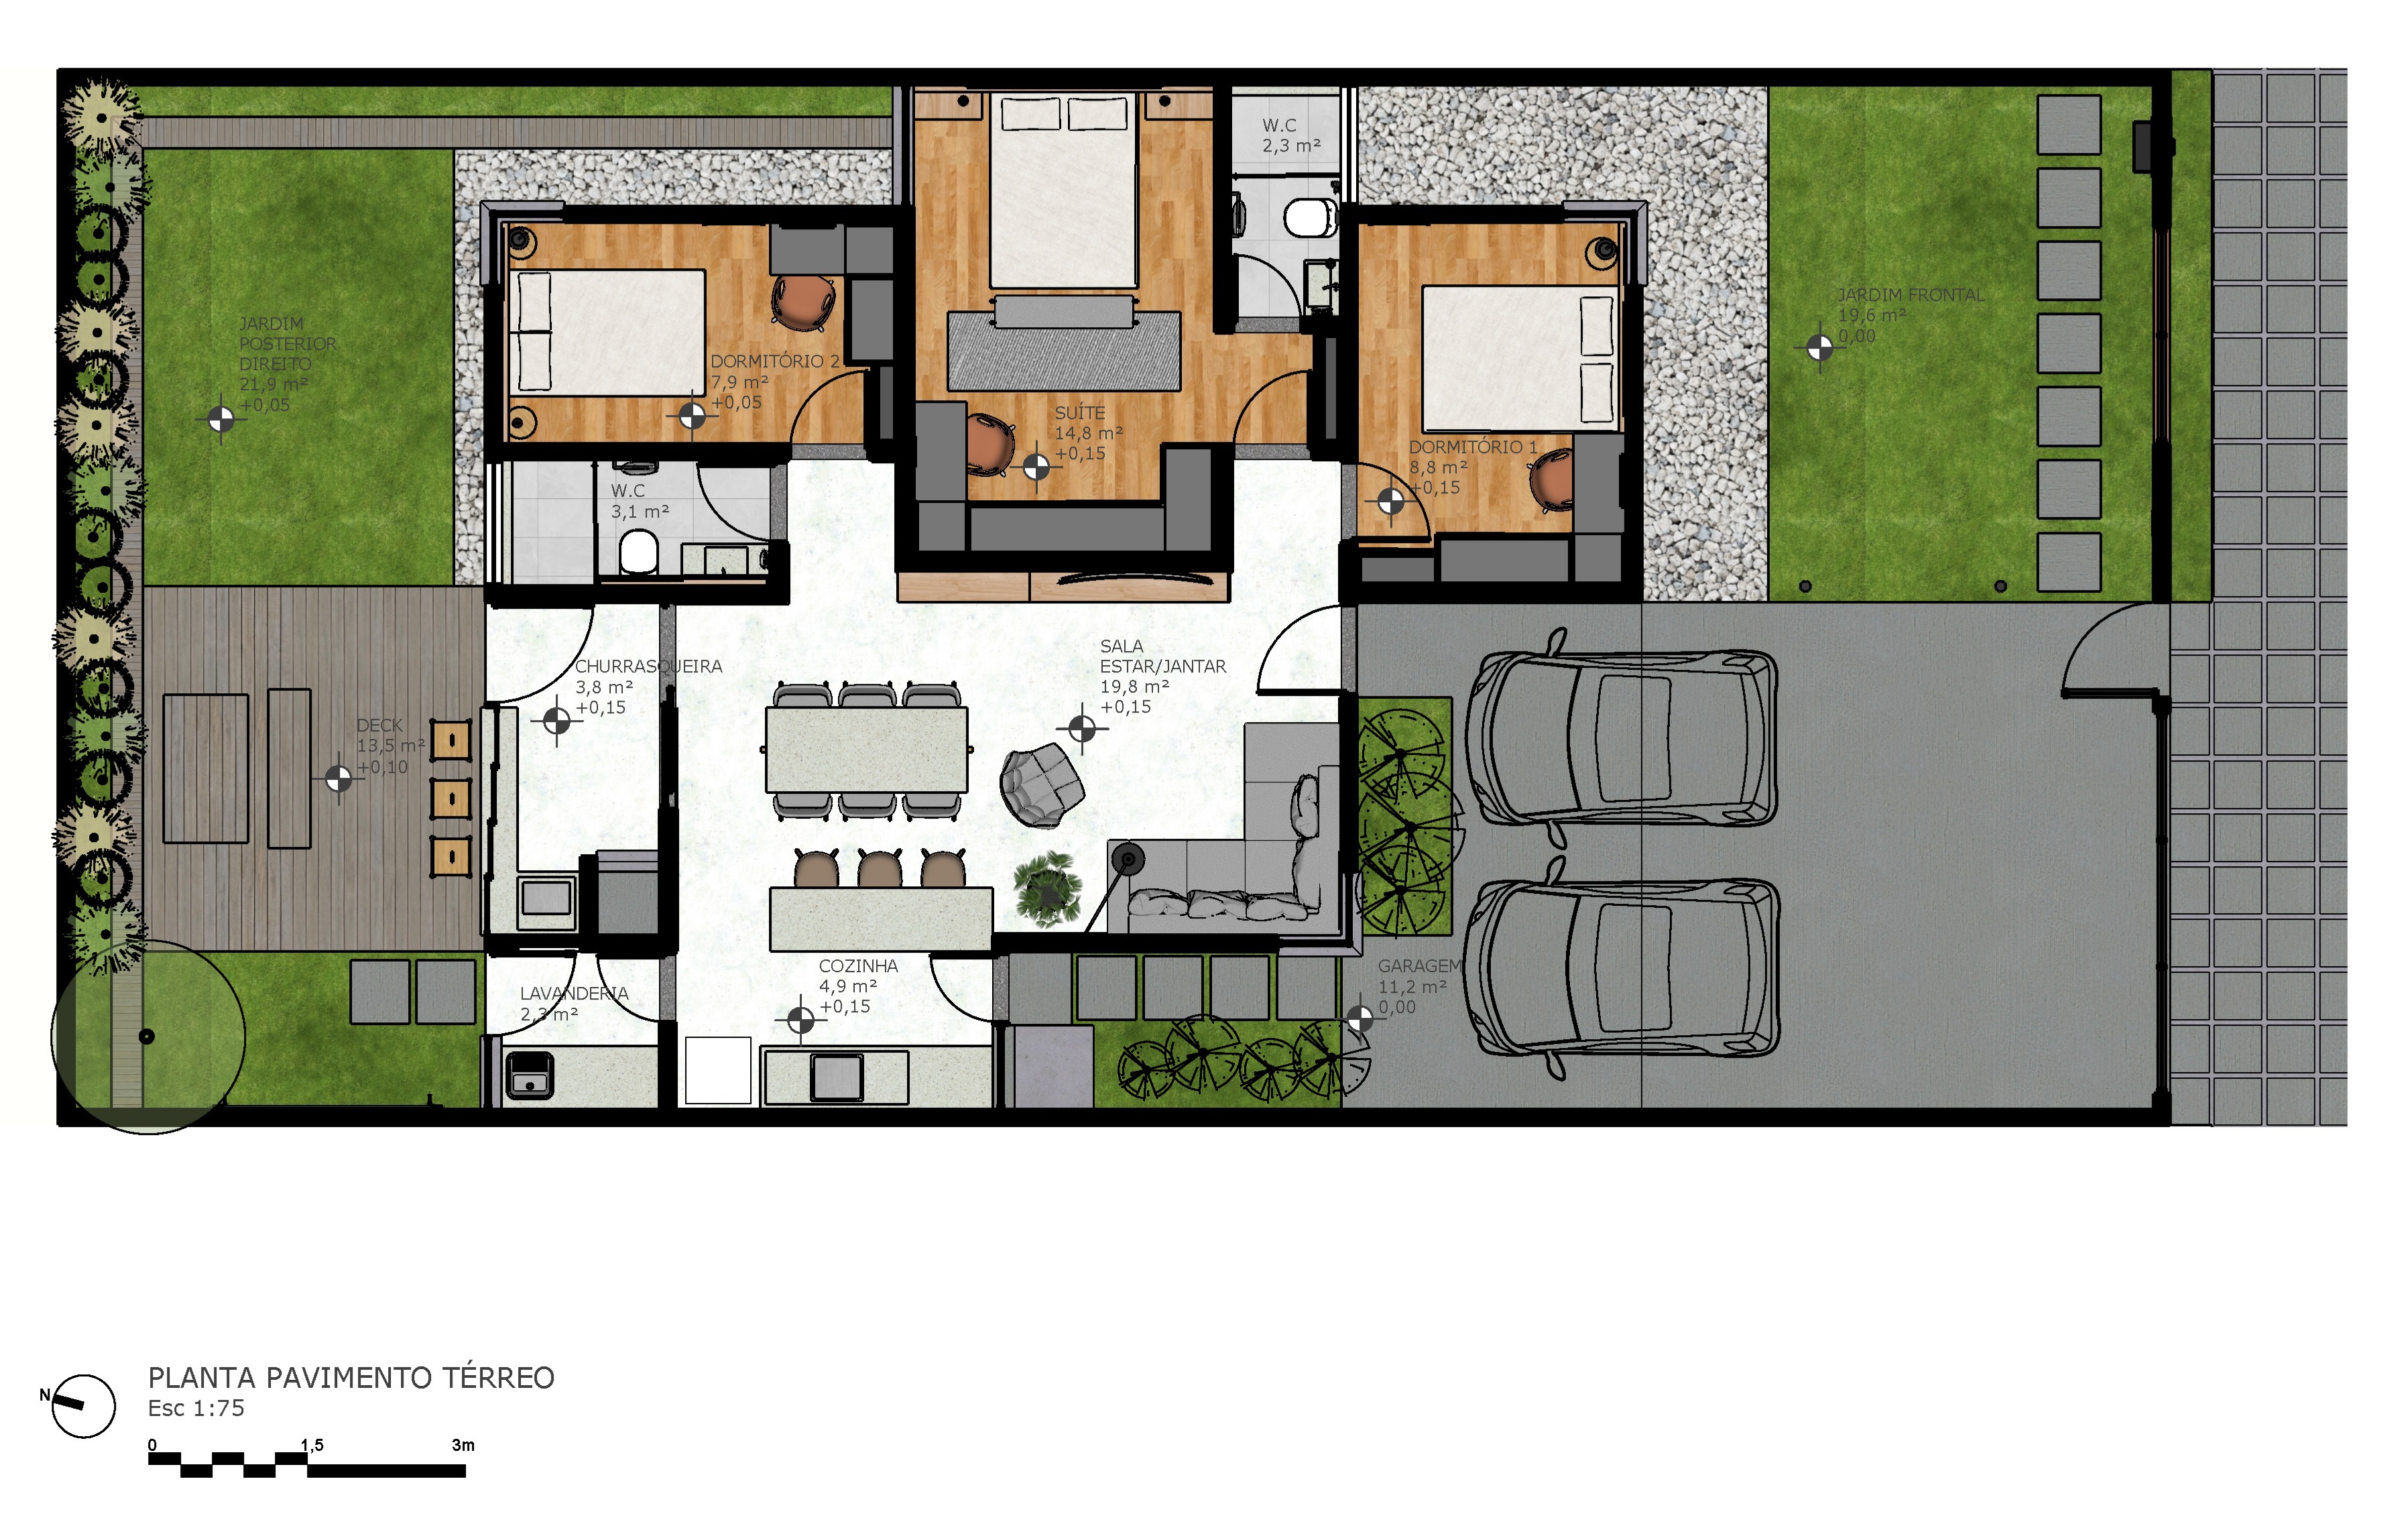 W.C
2,3 m²
JARDIM
POSTERIOR
DIREITO
21,9 m²
+0,05
DORMITÓRIO 2
7,9 m²
+0,05
SUÍTE
14,8 m²
+0,15
DORMITÓRIO 1
8,8 m²
+0,15
JARDIM FRONTAL
19,6 m²
0,00
W.C
3,1 m²
CHURRASQUEIRA
3,8 m²
+0,15
SALA
ESTAR/JANTAR
19,8 m²
+0,15
DECK
13,5 m²
+0,10
LAVANDERIA
2,3 m²
COZINHA
4,9 m²
+0,15
GARAGEM
11,2 m²
0,00
N
PLANTA PAVIMENTO TÉRREO
Esc 1:75
0 1,5 3m